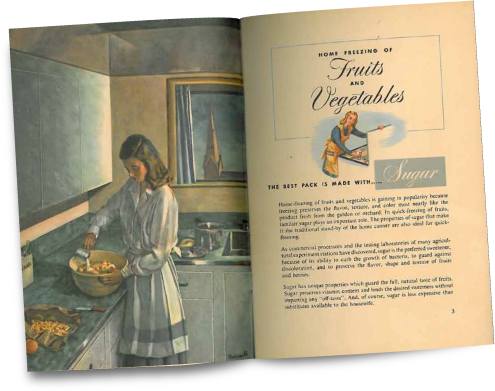 HOME FREEZING OF
Fruits
AND
Vegetables
THE BEST PACK IS MADE WITH....
Sugar
Home-freezing of fruits and vegetables is gaining in popularity because
freezing preserves the flavor, texture, and color most nearly like the
product fresh from the garden or orchard. In quick-freezing of fruits,
familiar sugar plays an important role. The properties of sugar that make
it the traditional stand-by of the home canner are also ideal for quick-
freezing.
As commercial processors and the testing laboratories of many agricul-
tural experiment stations have discovered, sugar is the preferred sweetener
because of its ability to curb the growth of bacteria, to guard against
discoloration, and to preserve the flavor, shape and texture of fruits
and berries.
Sugar has unique properties which guard the full, natural taste of fruits.
Sugar preserves vitamin content and lends the desired sweetness without
imparting any "off-taste". And, of course, sugar is less expensive than
substitutes available to the housewife.
3